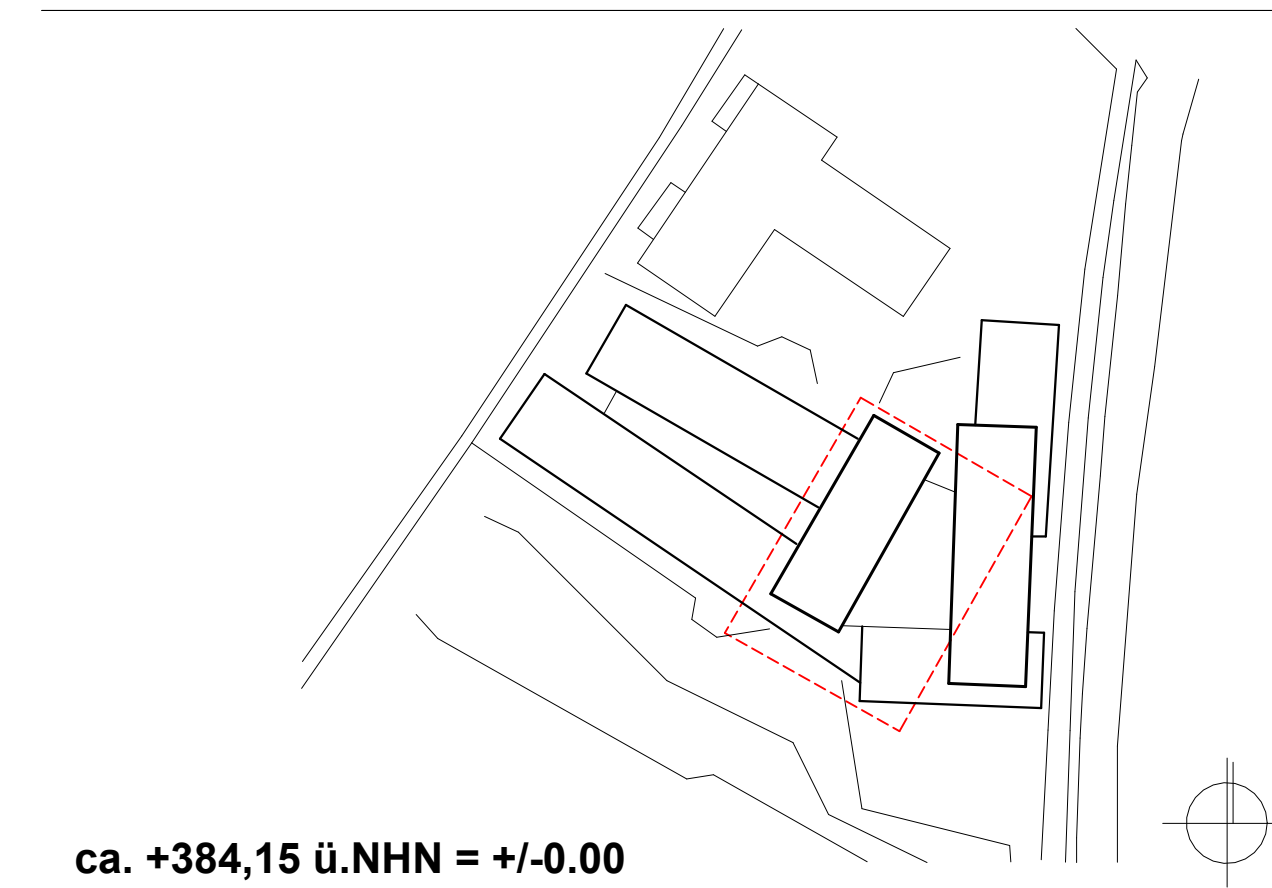 ca. +384,15 ü.NHN = +/-0.00